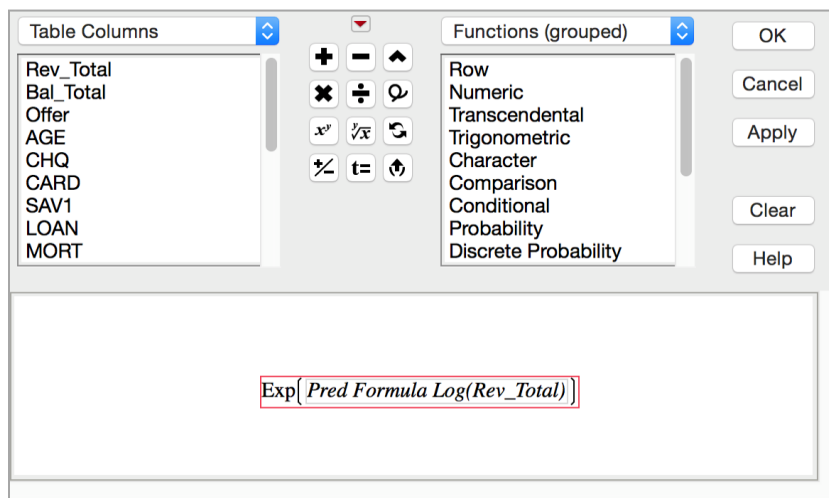 Table Columns
Rev_Total
Bal_Total
Offer
AGE
CHQ
CARD
SAV1
LOAN
MORT
xʸ
ʸ√x
t=
Functions (grouped)
Row
Numeric
Transcendental
Trigonometric
Character
Comparison
Conditional
Probability
Discrete Probability
OK
Cancel
Apply
Clear
Help
Exp(Pred Formula Log(Rev_Total))